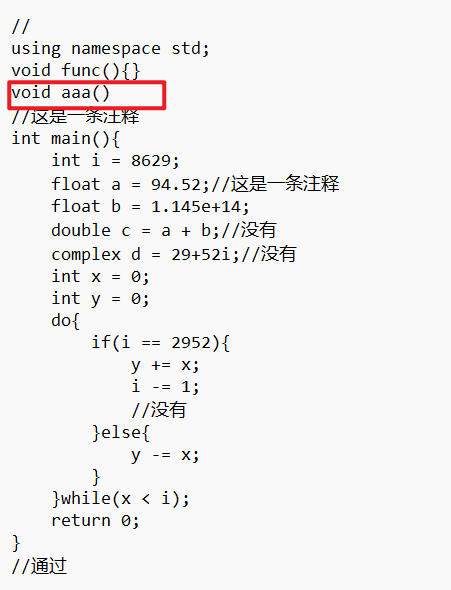 //
using namespace std;
void func(){}
void aaa()
//这是一条注释
int main(){
    int i = 8629;
    float a = 94.52;//这是一条注释
    float b = 1.145e+14;
    double c = a + b;//没有
    complex d = 29+52i;//没有
    int x = 0;
    int y = 0;
    do{
        if(i == 2952){
            y += x;
            i -= 1;
            //没有
        }else{
            y -= x;
        }
    }while(x < i);
    return 0;
}
//通过